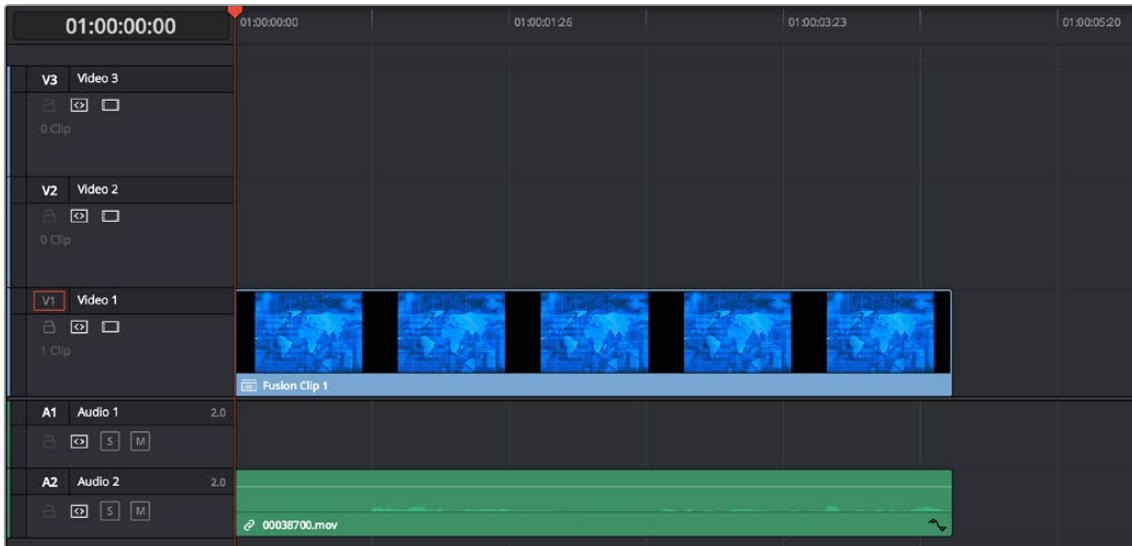 01:00:00:00
01:00:00:00 01:00:01:26 01:00:03:23 01:00:05:20
V3 Video 3
0 Clip
V2 Video 2
0 Clip
V1 Video 1
1 Clip
Fusion Clip 1
A1 Audio 1 2.0
S M
A2 Audio 2 2.0
S M
00038700.mov